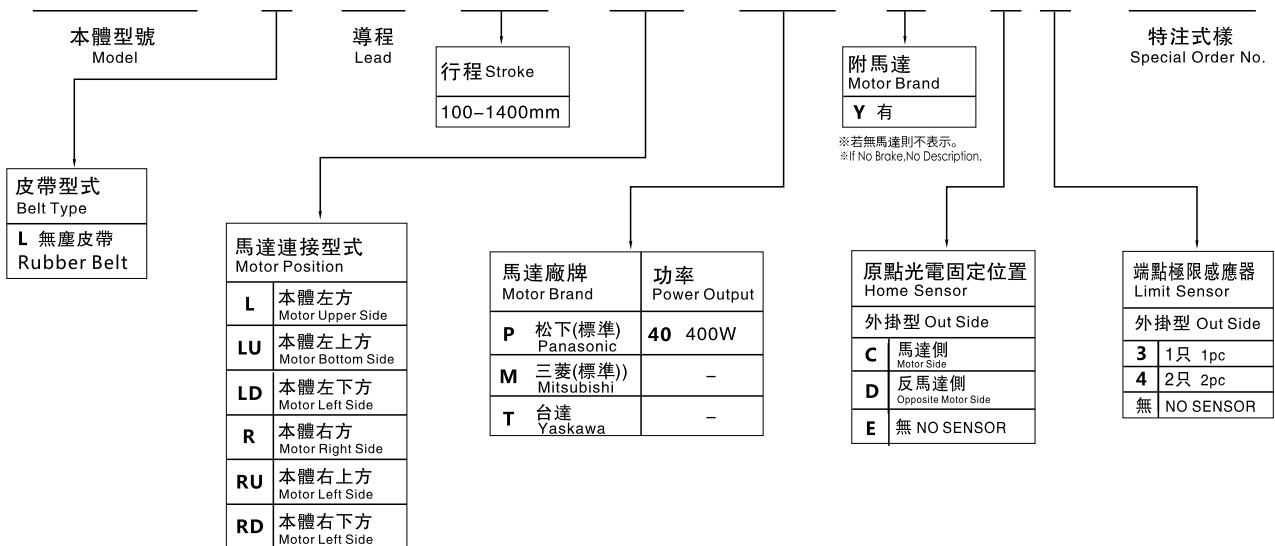 本體型號
Model
導程
Lead
行程 Stroke
100-1400mm
附馬達
Motor Brand
Y 有
※若無馬達則不表示。
※If No Brake,No Description.
特注式樣
Special Order No.
皮帶型式
Belt Type
L 無塵皮帶
Rubber Belt
馬達連接型式
Motor Position
L 本體左方
Motor Upper Side
LU 本體左上方
Motor Bottom Side
LD 本體左下方
Motor Left Side
R 本體右方
Motor Right Side
RU 本體右上方
Motor Left Side
RD 本體右下方
Motor Left Side
馬達廠牌 功率
Motor Brand Power Output
P 松下(標準) 40 400W
Panasonic
M 三菱(標準)) –
Mitsubishi
T 台達 –
Yaskawa
原點光電固定位置
Home Sensor
外掛型 Out Side
C 馬達側
Motor Side
D 反馬達側
Opposite Motor Side
E 無 NO SENSOR
端點極限感應器
Limit Sensor
外掛型 Out Side
3 1只 1pc
4 2只 2pc
無 NO SENSOR